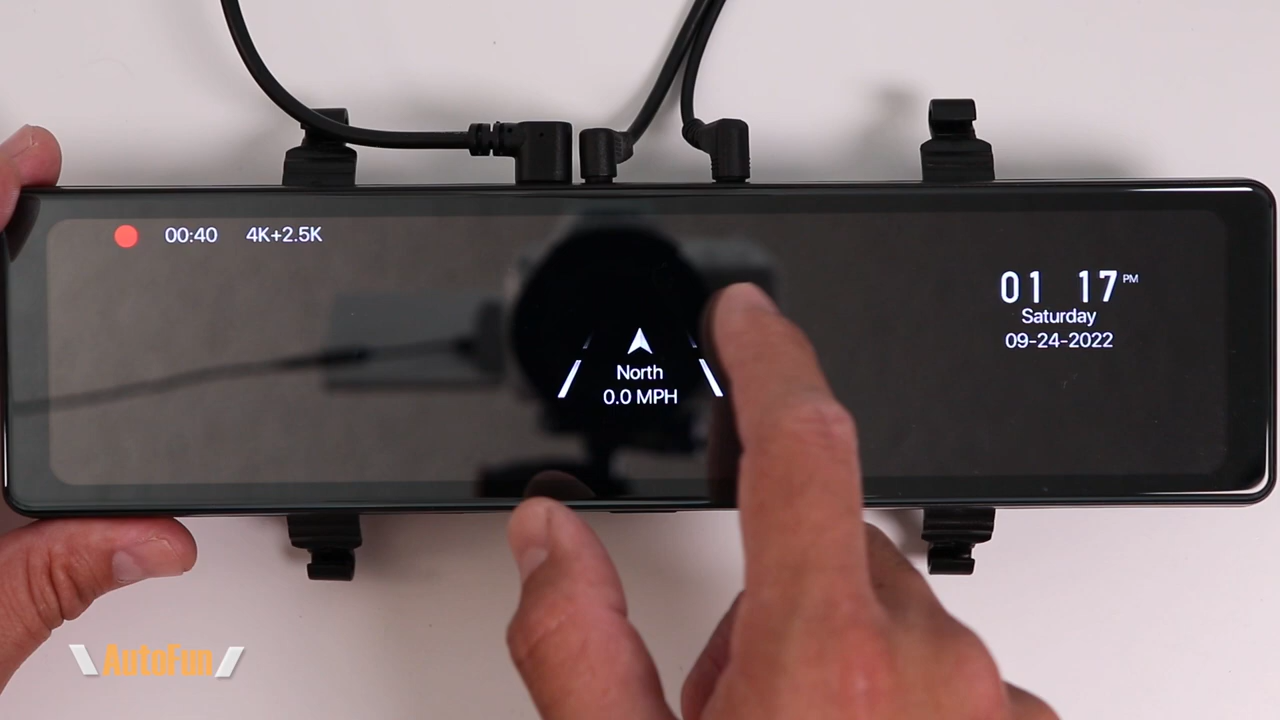 00:40 4K+2.5K
01 17 PM
Saturday
09-24-2022
North
0.0 MPH
AutoFun